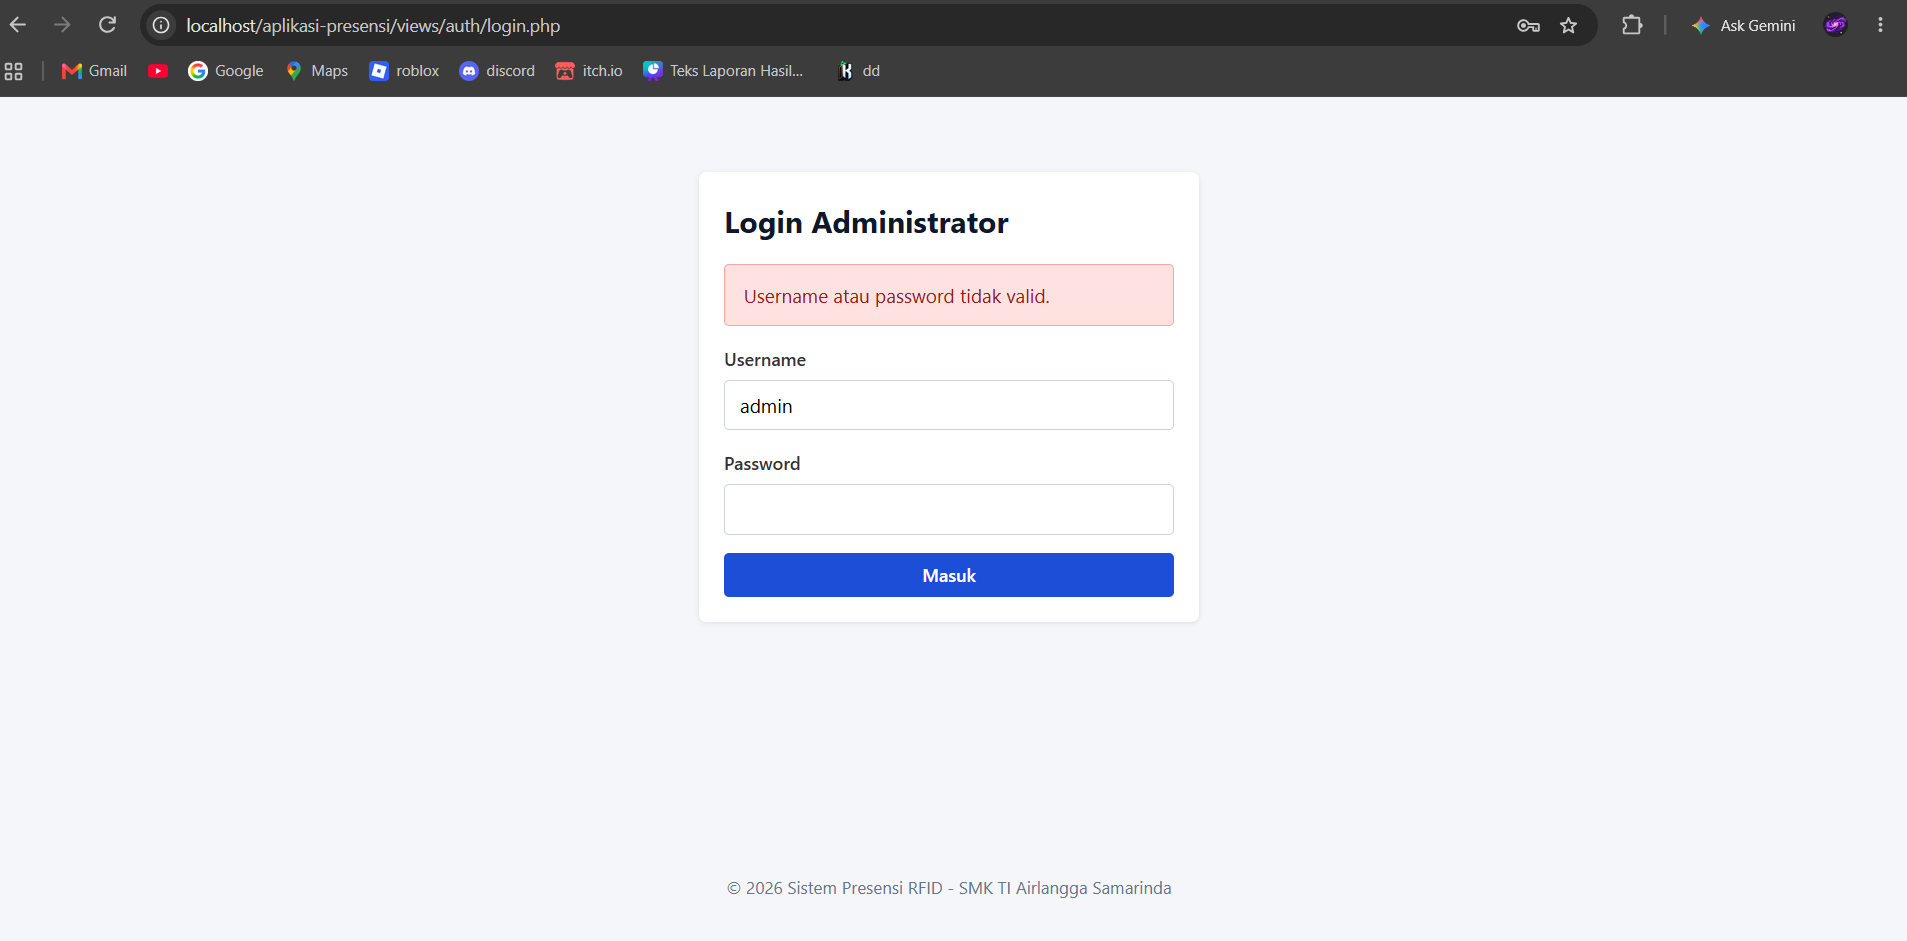 localhost/aplikasi-presensi/views/auth/login.php
Ask Gemini
Gmail
Google
Maps
roblox
discord
itch.io
Teks Laporan Hasil...
dd
Login Administrator
Username atau password tidak valid.
Username
admin
Password
Masuk
© 2026 Sistem Presensi RFID - SMK TI Airlangga Samarinda